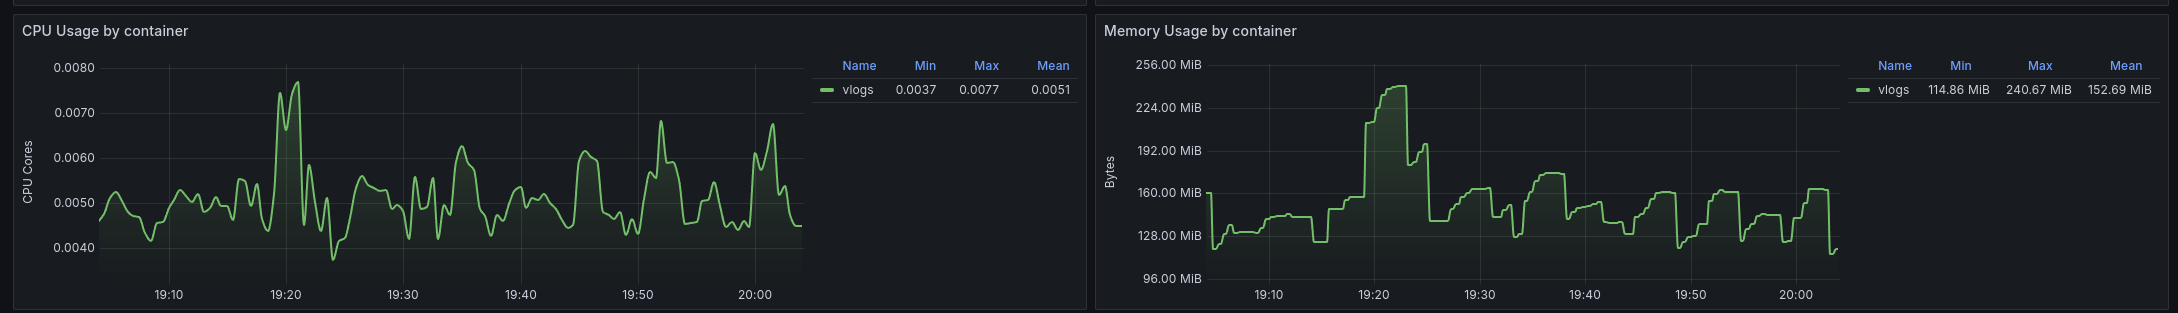 CPU Usage by container
0.0080
0.0070
0.0060
0.0050
0.0040
CPU Cores
19:10 19:20 19:30 19:40 19:50 20:00
Name Min Max Mean
vlogs 0.0037 0.0077 0.0051
Memory Usage by container
256.00 MiB
224.00 MiB
192.00 MiB
160.00 MiB
128.00 MiB
96.00 MiB
Bytes
19:10 19:20 19:30 19:40 19:50 20:00
Name Min Max Mean
vlogs 114.86 MiB 240.67 MiB 152.69 MiB